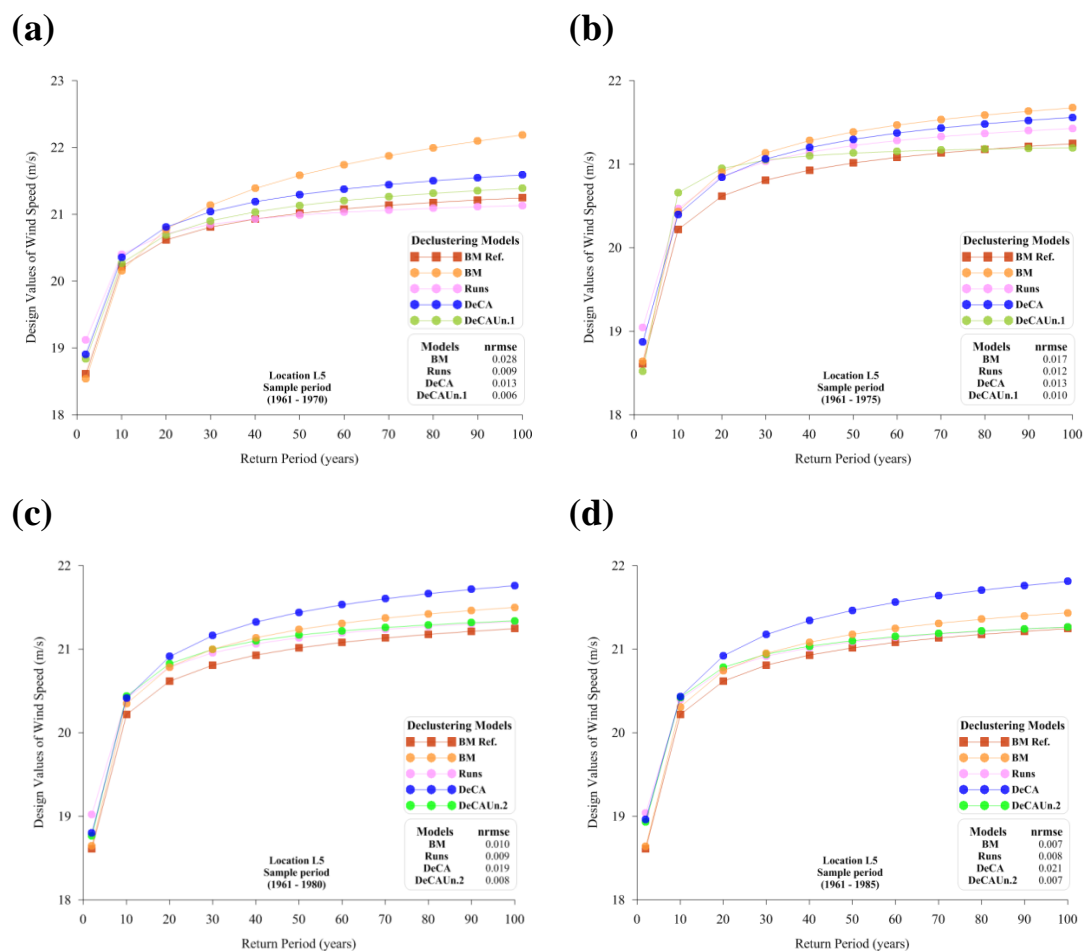 (a)
23
22
21
20
19
18
Design Values of Wind Speed (m/s)
0 10 20 30 40 50 60 70 80 90 100
Return Period (years)
Declustering Models
BM Ref.
BM
Runs
DeCA
DeCAUn.1
Models nrmse
BM 0.028
Runs 0.009
DeCA 0.013
DeCAUn.1 0.006
Location L5
Sample period
(1961 - 1970)
(b)
22
21
20
19
18
Design Values of Wind Speed (m/s)
0 10 20 30 40 50 60 70 80 90 100
Return Period (years)
Declustering Models
BM Ref.
BM
Runs
DeCA
DeCAUn.1
Models nrmse
BM 0.017
Runs 0.012
DeCA 0.013
DeCAUn.1 0.010
Location L5
Sample period
(1961 - 1975)
(c)
22
21
20
19
18
Design Values of Wind Speed (m/s)
0 10 20 30 40 50 60 70 80 90 100
Return Period (years)
Declustering Models
BM Ref.
BM
Runs
DeCA
DeCAUn.2
Models nrmse
BM 0.010
Runs 0.009
DeCA 0.019
DeCAUn.2 0.008
Location L5
Sample period
(1961 - 1980)
(d)
22
21
20
19
18
Design Values of Wind Speed (m/s)
0 10 20 30 40 50 60 70 80 90 100
Return Period (years)
Declustering Models
BM Ref.
BM
Runs
DeCA
DeCAUn.2
Models nrmse
BM 0.007
Runs 0.008
DeCA 0.021
DeCAUn.2 0.007
Location L5
Sample period
(1961 - 1985)